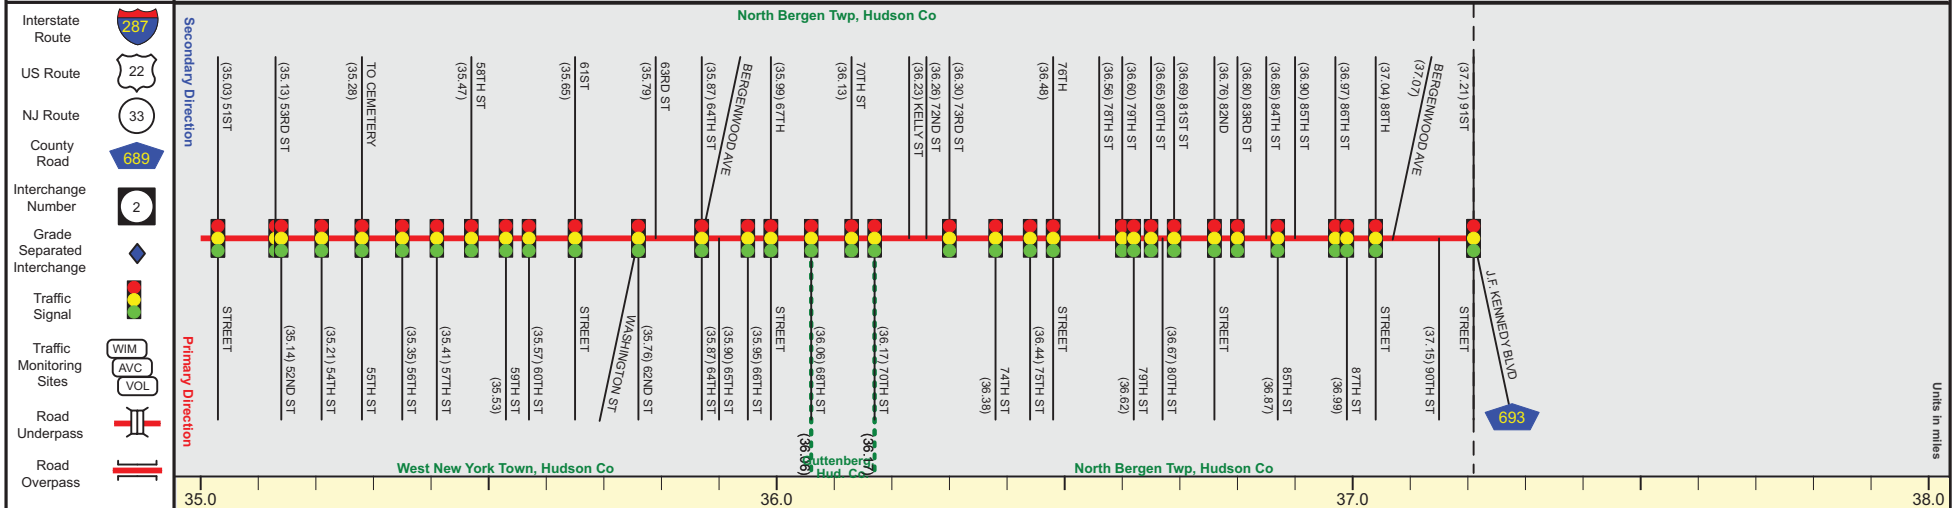 Interstate
Route
287
US Route
22
NJ Route
33
County
Road
689
Interchange
Number
2
Grade
Separated
Interchange
Traffic
Signal
Traffic
Monitoring
Sites
WIM
AVC
VOL
Road
Underpass
Road
Overpass
Secondary Direction
Primary Direction
North Bergen Twp, Hudson Co
(35.03) 51ST
(35.13) 53RD ST
TO CEMETERY
(35.28)
58TH ST
(35.47)
61ST
(35.65)
63RD ST
(35.79)
(35.87) 64TH ST
BERGENWOOD AVE
(35.99) 67TH
70TH ST
(36.13)
(36.23) KELLY ST
(36.26) 72ND ST
(36.30) 73RD ST
76TH
(36.48)
(36.56) 78TH ST
(36.60) 79TH ST
(36.65) 80TH ST
(36.69) 81ST ST
(36.76) 82ND
(36.80) 83RD ST
(36.85) 84TH ST
(36.90) 85TH ST
(36.97) 86TH ST
(37.04) 88TH
BERGENWOOD AVE
(37.07)
(37.21) 91ST
STREET
(35.14) 52ND ST
(35.21) 54TH ST
55TH ST
(35.35) 56TH ST
(35.41) 57TH ST
59TH ST
(35.53)
(35.57) 60TH ST
STREET
WASHINGTON ST
(35.76) 62ND ST
(35.87) 64TH ST
(35.90) 65TH ST
(35.95) 66TH ST
STREET
(36.06) 68TH ST
(36.17) 70TH ST
74TH ST
(36.38)
(36.44) 75TH ST
STREET
79TH ST
(36.62)
(36.67) 80TH ST
STREET
85TH ST
(36.87)
87TH ST
(36.99)
STREET
(37.15) 90TH ST
STREET
J.F. KENNEDY BLVD
693
(36.06)
(36.17)
West New York Town, Hudson Co
Guttenberg
Hud. Co
North Bergen Twp, Hudson Co
Units in miles
35.0
36.0
37.0
38.0